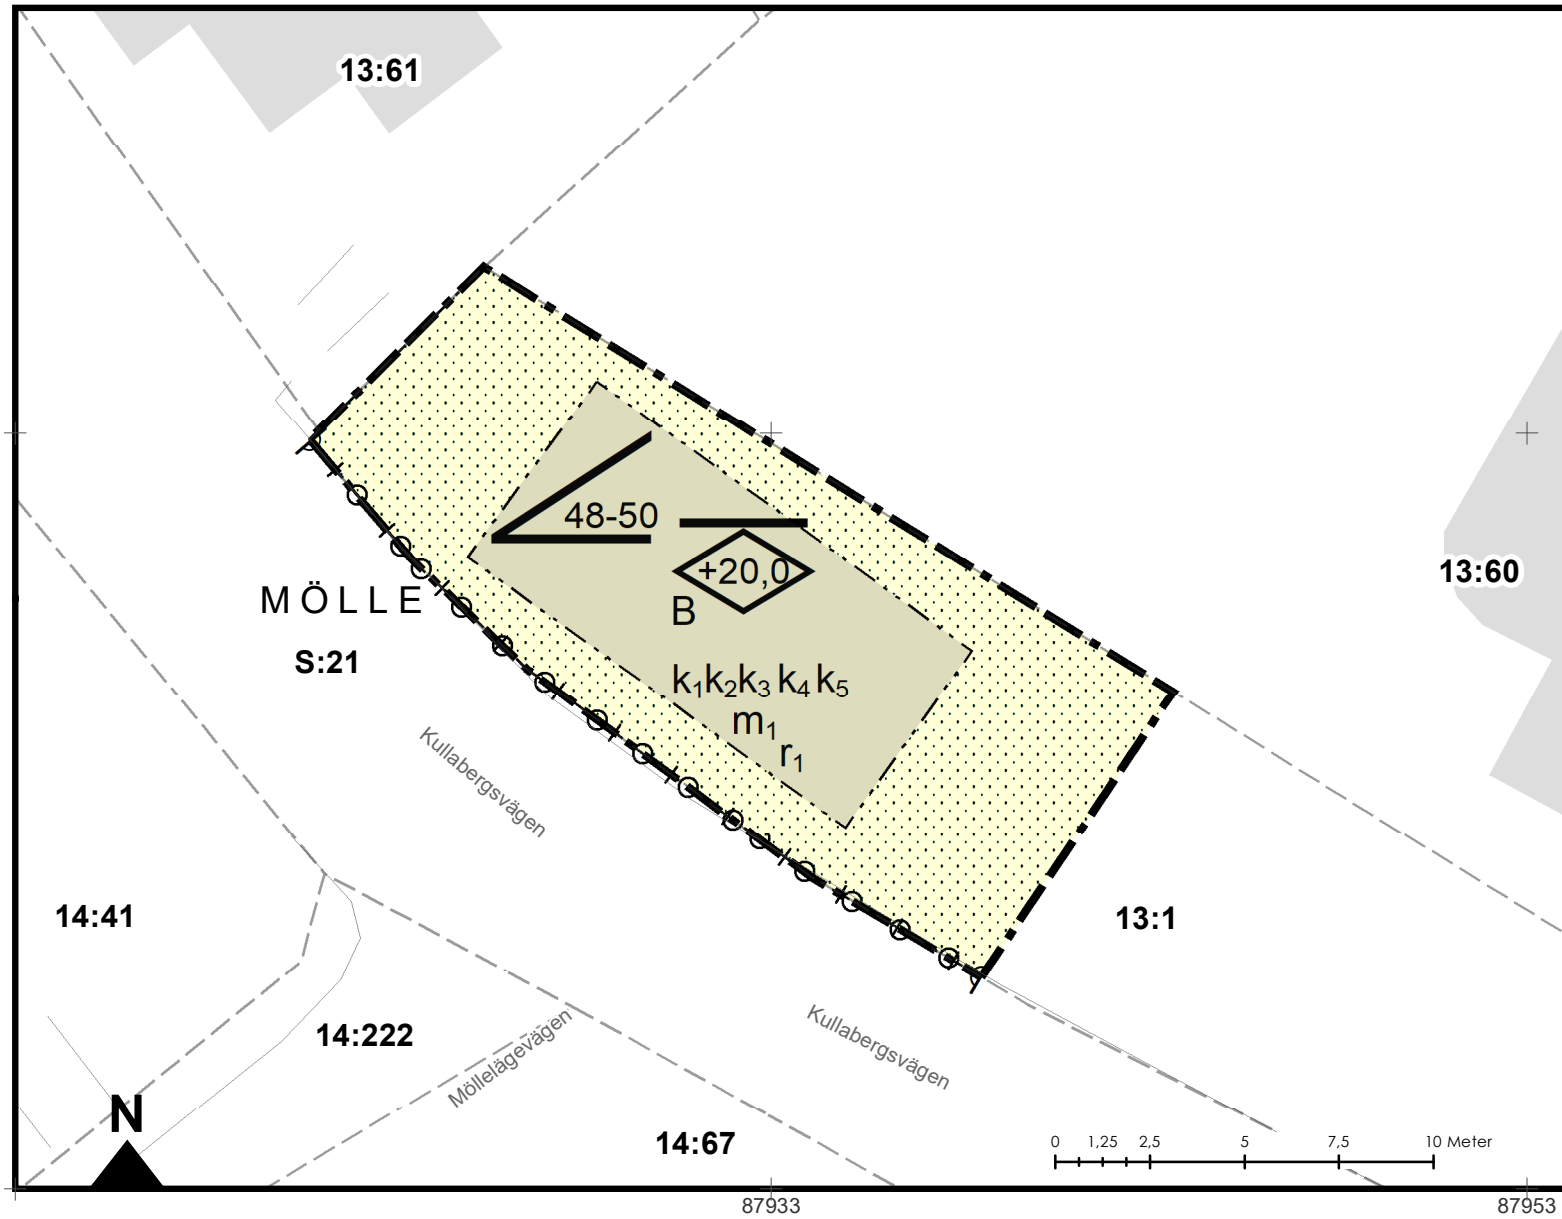 13:61
48-50
+20,0
13:60
B
MÖLLE
S:21
k₁k₂k₃ k₄ k₅
m₁
r₁
Kullabergsvägen
14:41
13:1
14:222
Kullabergsvägen
Möllelägevägen
N
14:67
0 1,25 2,5 5 7,5 10 Meter
87933
87953